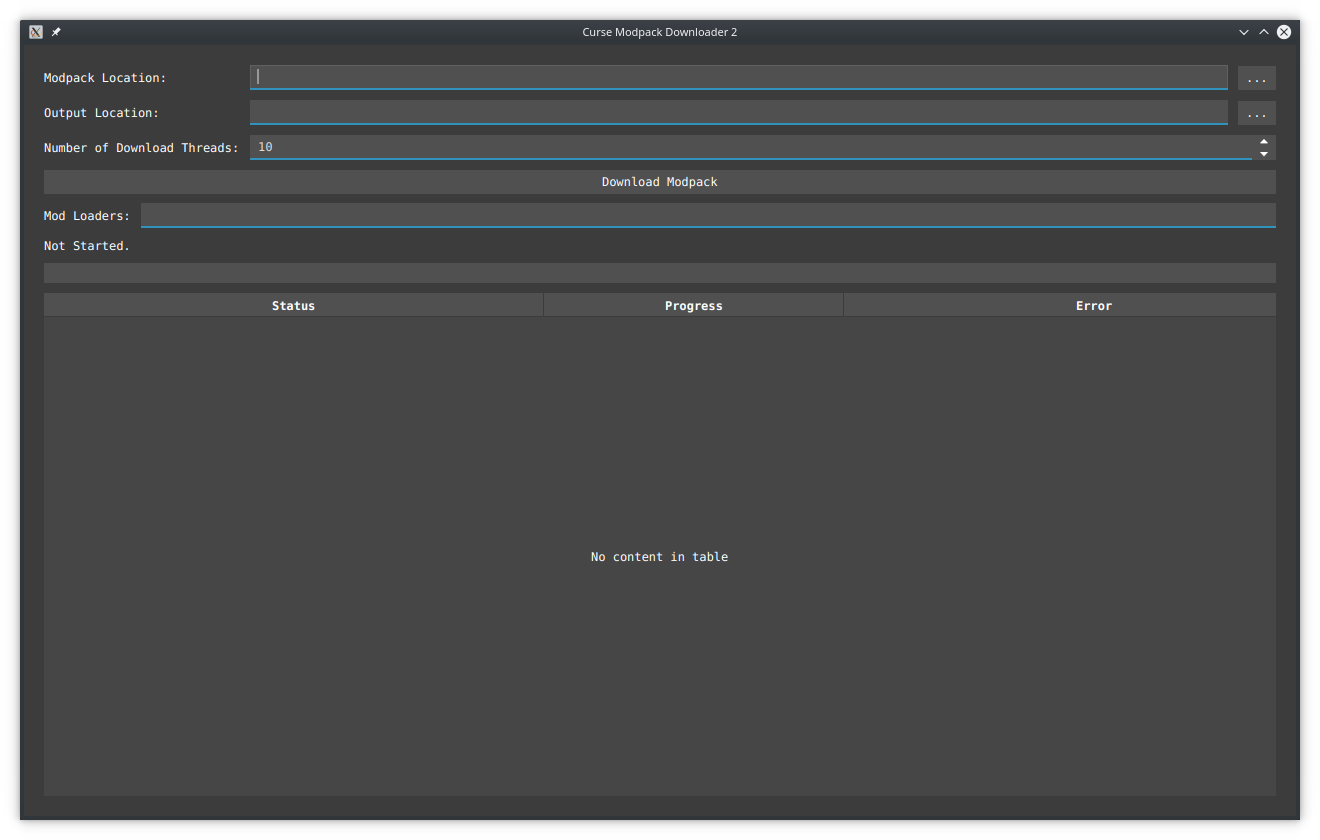 Curse Modpack Downloader 2
Modpack Location: ...
Output Location: ...
Number of Download Threads: 10
Download Modpack
Mod Loaders:
Not Started.
Status Progress Error
No content in table